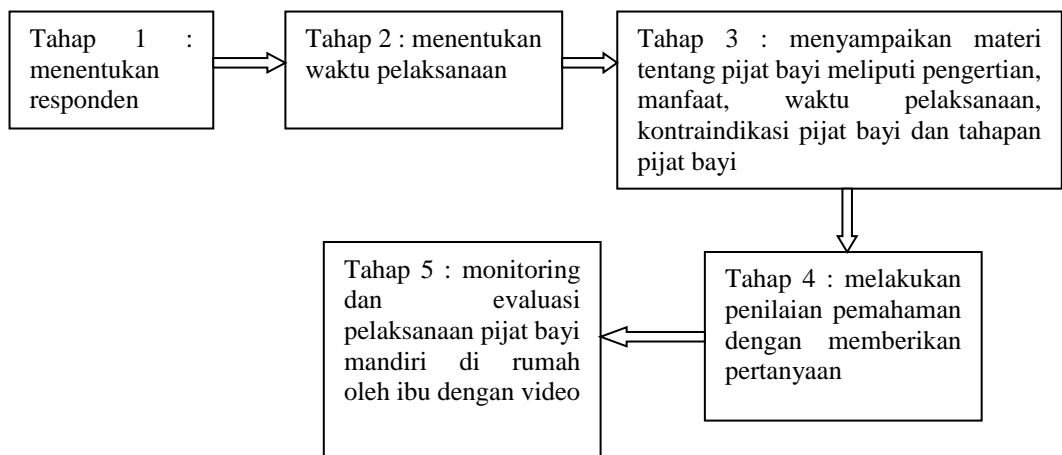 Tahap 1 :
menentukan
responden
Tahap 2 : menentukan
waktu pelaksanaan
Tahap 3 : menyampaikan materi
tentang pijat bayi meliputi pengertian,
manfaat, waktu pelaksanaan,
kontraindikasi pijat bayi dan tahapan
pijat bayi
Tahap 4 : melakukan
penilaian pemahaman
dengan memberikan
pertanyaan
Tahap 5 : monitoring
dan evaluasi
pelaksanaan pijat bayi
mandiri di rumah
oleh ibu dengan video